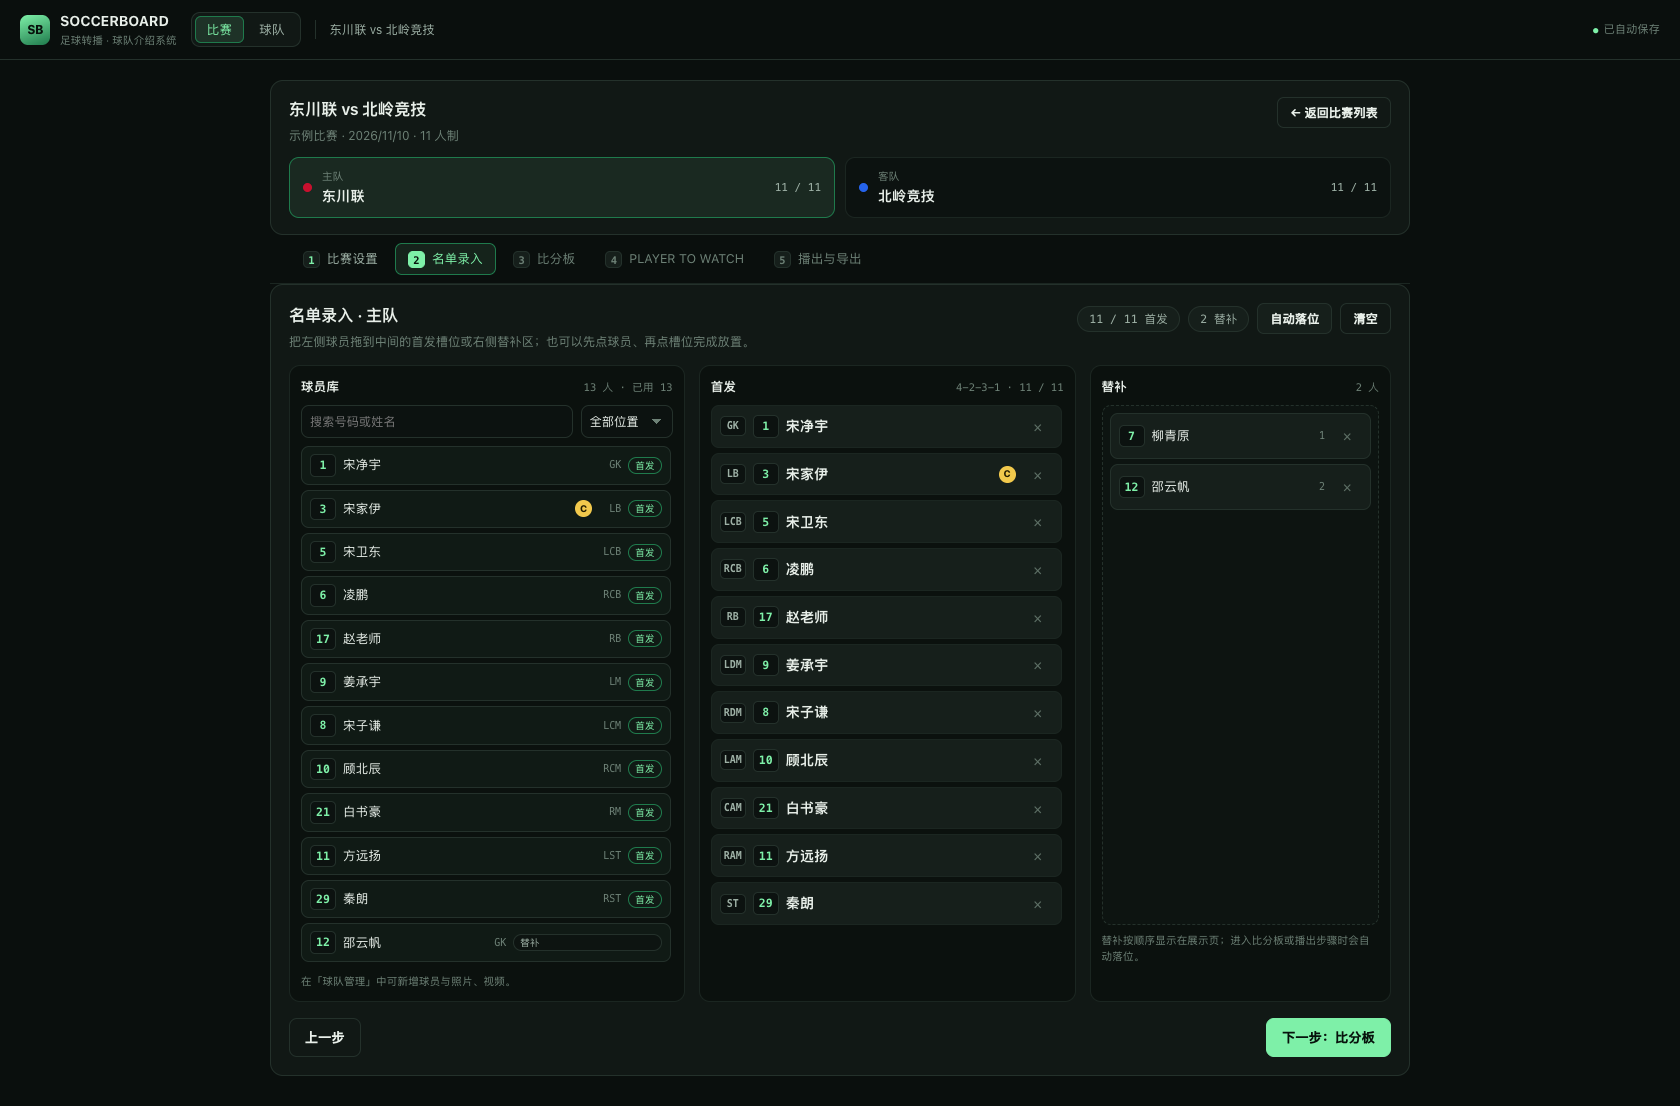 SB
SOCCERBOARD
足球转播 · 球队介绍系统
比赛
球队
东川联 vs 北岭竞技
已自动保存
东川联 vs 北岭竞技
示例比赛 · 2026/11/10 · 11 人制
← 返回比赛列表
主队
东川联
11 / 11
客队
北岭竞技
11 / 11
1 比赛设置
2 名单录入
3 比分板
4 PLAYER TO WATCH
5 播出与导出
名单录入 · 主队
把左侧球员拖到中间的首发槽位或右侧替补区；也可以先点球员、再点槽位完成放置。
11 / 11 首发
2 替补
自动落位
清空
球员库
13 人 · 已用 13
搜索号码或姓名
全部位置
1 宋净宇 GK 首发
3 宋家伊 C LB 首发
5 宋卫东 LCB 首发
6 凌鹏 RCB 首发
17 赵老师 RB 首发
9 姜承宇 LM 首发
8 宋子谦 LCM 首发
10 顾北辰 RCM 首发
21 白书豪 RM 首发
11 方远扬 LST 首发
29 秦朗 RST 首发
12 邵云帆 GK 替补
在「球队管理」中可新增球员与照片、视频。
首发
4-2-3-1 · 11 / 11
GK 1 宋净宇 ×
LB 3 宋家伊 C ×
LCB 5 宋卫东 ×
RCB 6 凌鹏 ×
RB 17 赵老师 ×
LDM 9 姜承宇 ×
RDM 8 宋子谦 ×
LAM 10 顾北辰 ×
CAM 21 白书豪 ×
RAM 11 方远扬 ×
ST 29 秦朗 ×
替补
2 人
7 柳青原 1 ×
12 邵云帆 2 ×
替补按顺序显示在展示页；进入比分板或播出步骤时会自
动落位。
上一步
下一步：比分板